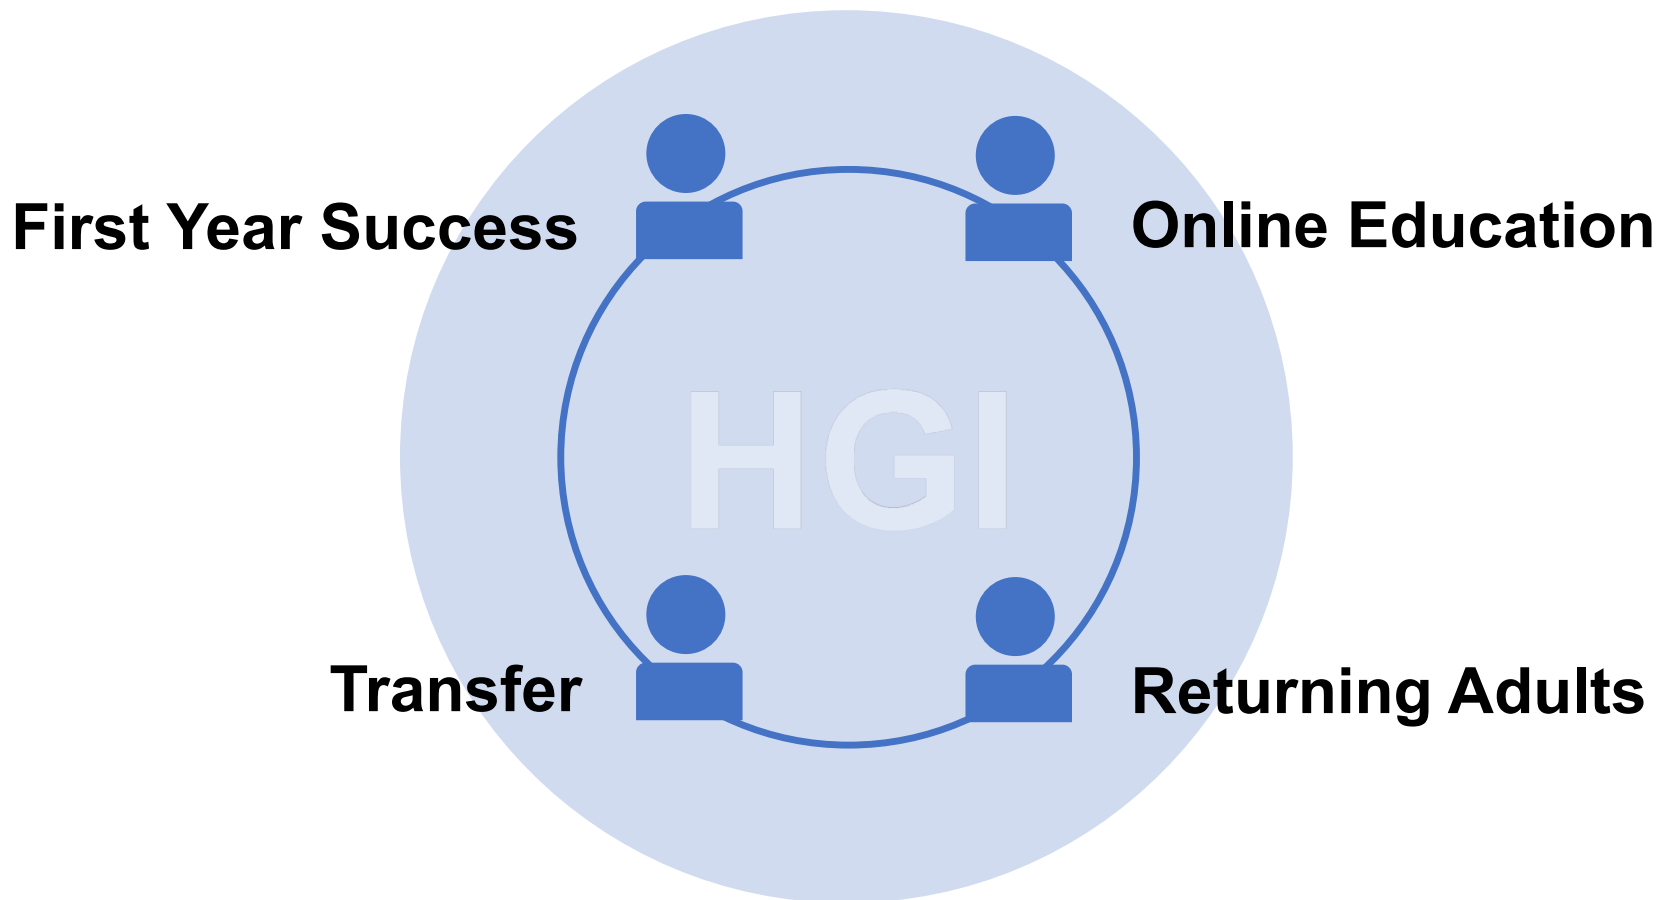 First Year Success
Online Education
HGI
Transfer
Returning Adults